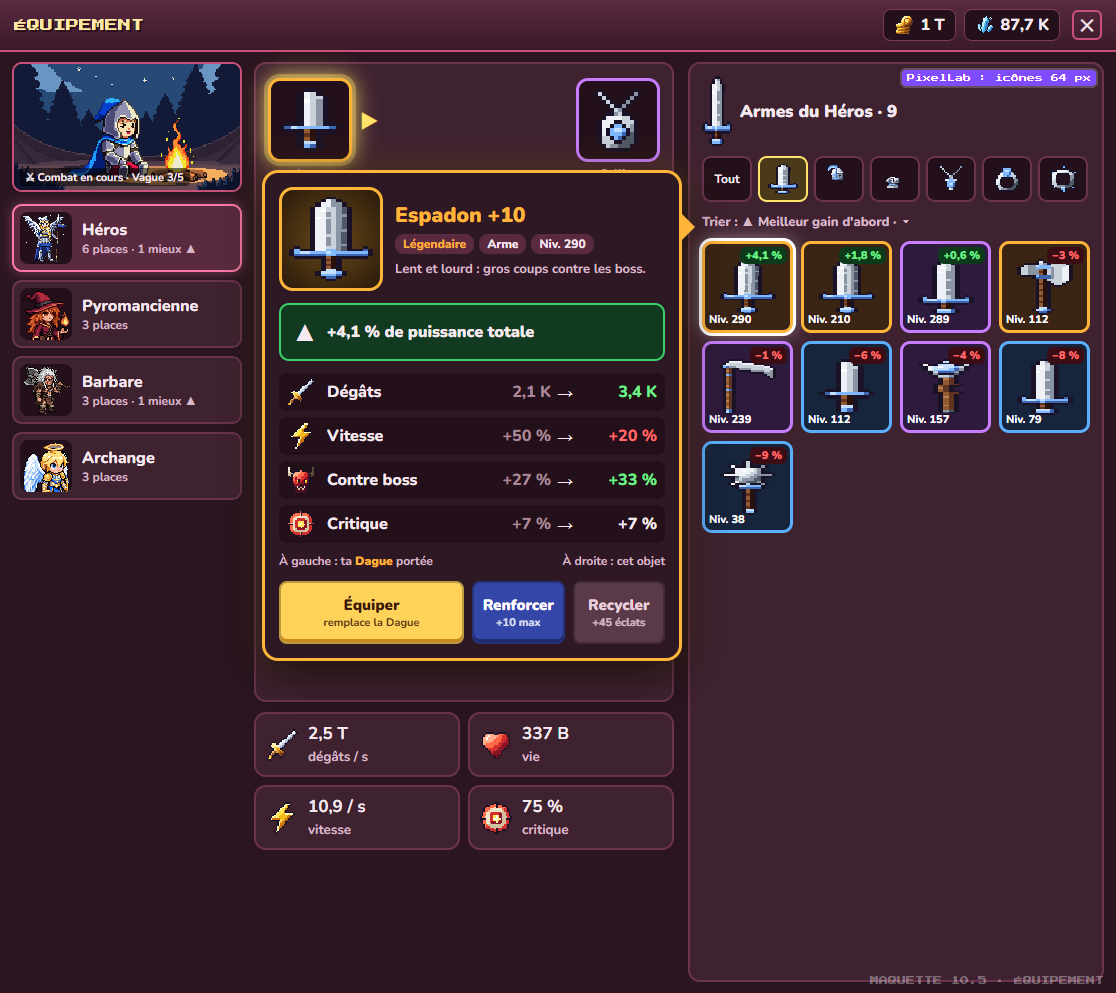 ÉQUIPEMENT
1 T
87,7 K
Combat en cours · Vague 3/5
Héros
6 places · 1 mieux ▲
Pyromancienne
3 places
Barbare
3 places · 1 mieux ▲
Archange
3 places
Espadon +10
Légendaire
Arme
Niv. 290
Lent et lourd : gros coups contre les boss.
▲ +4,1 % de puissance totale
Dégâts 2,1 K → 3,4 K
Vitesse +50 % → +20 %
Contre boss +27 % → +33 %
Critique +7 % → +7 %
À gauche : ta Dague portée
À droite : cet objet
Équiper
remplace la Dague
Renforcer
+10 max
Recycler
+45 éclats
2,5 T
dégâts / s
337 B
vie
10,9 / s
vitesse
75 %
critique
PixelLab : icônes 64 px
Armes du Héros · 9
Tout
Trier : ▲ Meilleur gain d'abord ·
+4,1 %
Niv. 290
+1,8 %
Niv. 210
+0,6 %
Niv. 289
−3 %
Niv. 112
−1 %
Niv. 239
−6 %
Niv. 112
−4 %
Niv. 157
−8 %
Niv. 79
−9 %
Niv. 38
MAQUETTE 10.5 · ÉQUIPEMENT